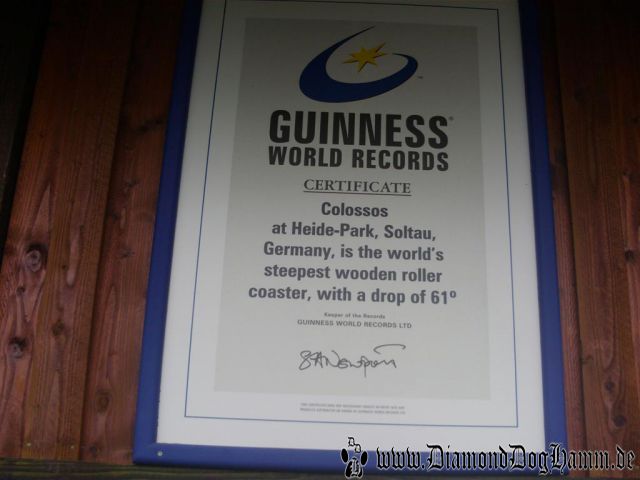 GUINNESS®
WORLD RECORDS
CERTIFICATE
Colossos
at Heide-Park, Soltau,
Germany, is the world's
steepest wooden roller
coaster, with a drop of 61º
Keeper of the Records
GUINNESS WORLD RECORDS LTD
www.DiamondDogHamm.de